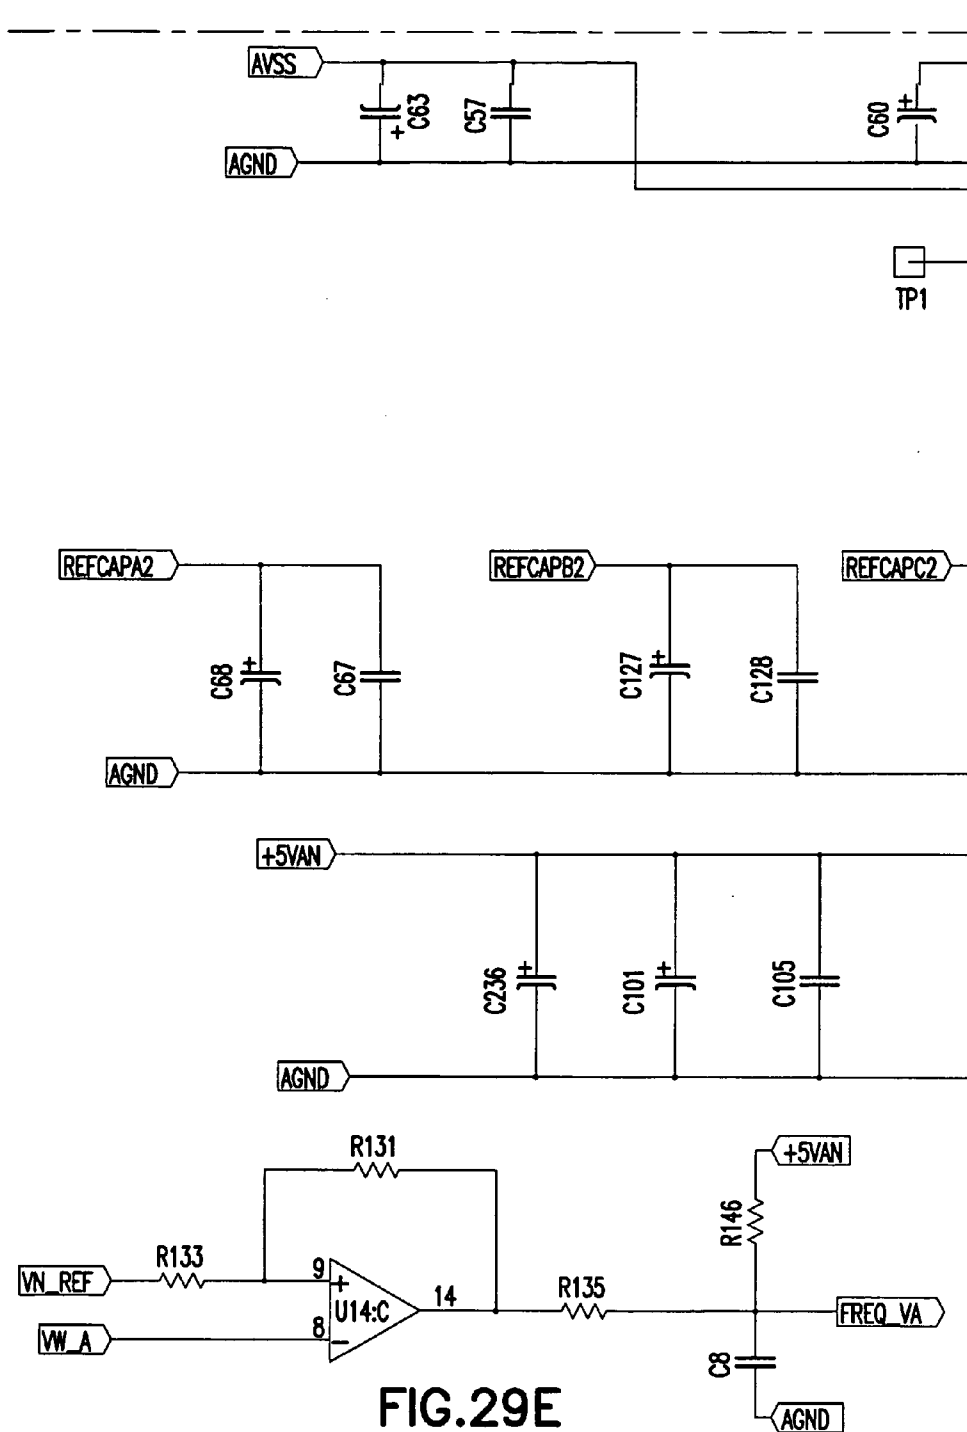 AVSS
C63
+
C57
C60
+
AGND
TP1
REFCAPA2
REFCAPB2
REFCAPC2
C68
+
C67
C127
+
C128
AGND
+5VAN
C236
+
C101
+
C105
AGND
R131
+5VAN
R146
R133
VN_REF
9
+
U14:C
14
R135
FREQ_VA
VW_A
8
−
C8
FIG.29E
AGND